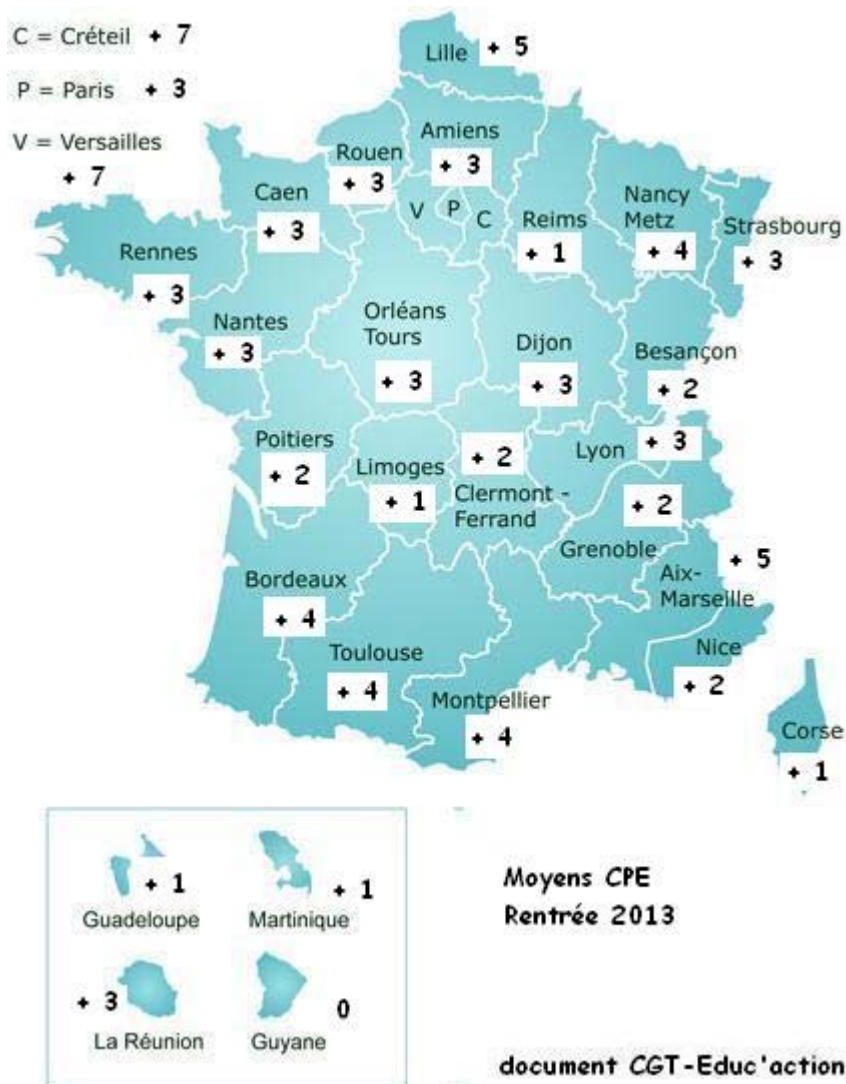 C = Créteil + 7
P = Paris + 3
V = Versailles
+ 7
Lille + 5
Amiens
+ 3
Rouen
+ 3
Caen
+ 3
V P C
Reims
+ 1
Nancy
Metz
+ 4
Strasbourg
+ 3
Rennes
+ 3
Nantes
+ 3
Orléans
Tours
+ 3
Dijon
+ 3
Besançon
+ 2
Poitiers
+ 2
Limoges
+ 1
+ 2
Clermont -
Ferrand
Lyon + 3
+ 2
Grenoble
+ 5
Aix-
Marseille
Bordeaux
+ 4
Toulouse
+ 4
Montpellier
+ 4
Nice
+ 2
Corse
+ 1
+ 1
Guadeloupe
+ 1
Martinique
+ 3
La Réunion
0
Guyane
Moyens CPE
Rentrée 2013
document CGT-Educ'action